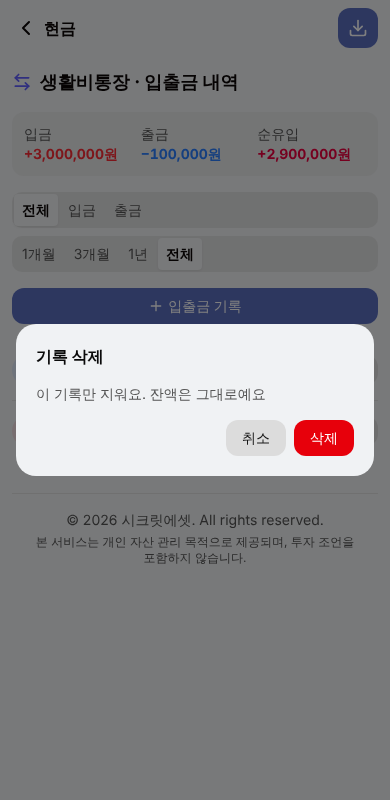 현금
생활비통장 · 입출금 내역
입금 출금 순유입
+3,000,000원 −100,000원 +2,900,000원
전체 입금 출금
1개월 3개월 1년 전체
+ 입출금 기록
기록 삭제
이 기록만 지워요. 잔액은 그대로예요
취소 삭제
© 2026 시크릿에셋. All rights reserved.
본 서비스는 개인 자산 관리 목적으로 제공되며, 투자 조언을
포함하지 않습니다.